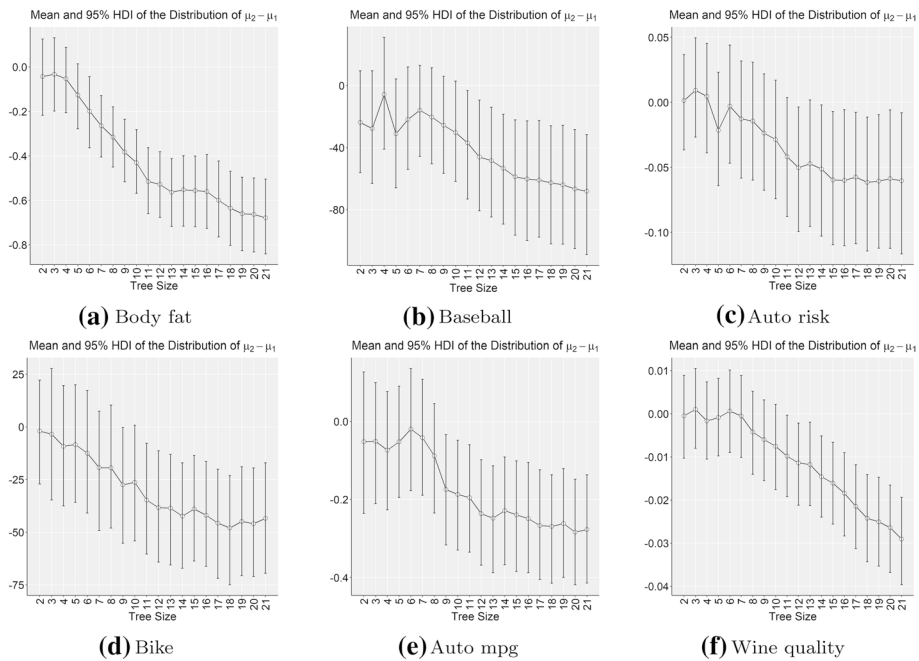 Mean and 95% HDI of the Distribution of μ₂ − μ₁
0.0
-0.2
-0.4
-0.6
-0.8
2 3 4 5 6 7 8 9 10 11 12 13 14 15 16 17 18 19 20 21
Tree Size
(a) Body fat
Mean and 95% HDI of the Distribution of μ₂ − μ₁
0
-40
-80
2 3 4 5 6 7 8 9 10 11 12 13 14 15 16 17 18 19 20 21
Tree Size
(b) Baseball
Mean and 95% HDI of the Distribution of μ₂ − μ₁
0.05
0.00
-0.05
-0.10
2 3 4 5 6 7 8 9 10 11 12 13 14 15 16 17 18 19 20 21
Tree Size
(c) Auto risk
Mean and 95% HDI of the Distribution of μ₂ − μ₁
25
0
-25
-50
-75
2 3 4 5 6 7 8 9 10 11 12 13 14 15 16 17 18 19 20 21
Tree Size
(d) Bike
Mean and 95% HDI of the Distribution of μ₂ − μ₁
0.0
-0.2
-0.4
2 3 4 5 6 7 8 9 10 11 12 13 14 15 16 17 18 19 20 21
Tree Size
(e) Auto mpg
Mean and 95% HDI of the Distribution of μ₂ − μ₁
0.01
0.00
-0.01
-0.02
-0.03
-0.04
2 3 4 5 6 7 8 9 10 11 12 13 14 15 16 17 18 19 20 21
Tree Size
(f) Wine quality